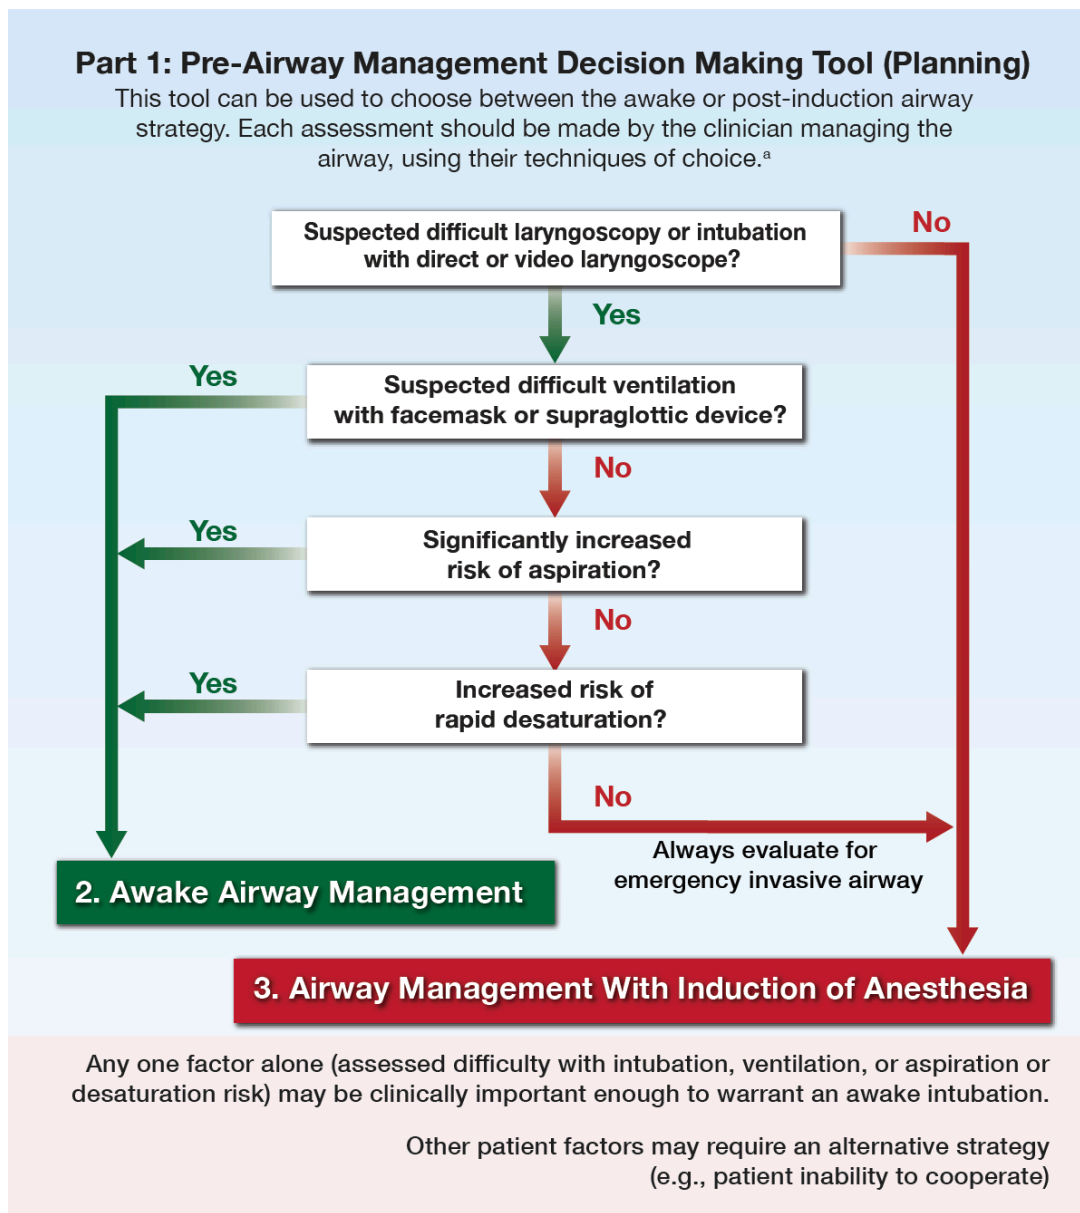 Part 1: Pre-Airway Management Decision Making Tool (Planning)
This tool can be used to choose between the awake or post-induction airway
strategy. Each assessment should be made by the clinician managing the
airway, using their techniques of choice.ᵃ
Suspected difficult laryngoscopy or intubation
with direct or video laryngoscope?
No
Yes
Suspected difficult ventilation
with facemask or supraglottic device?
Yes
No
Significantly increased
risk of aspiration?
Yes
No
Increased risk of
rapid desaturation?
Yes
No
Always evaluate for
emergency invasive airway
2. Awake Airway Management
3. Airway Management With Induction of Anesthesia
Any one factor alone (assessed difficulty with intubation, ventilation, or aspiration or
desaturation risk) may be clinically important enough to warrant an awake intubation.
Other patient factors may require an alternative strategy
(e.g., patient inability to cooperate)